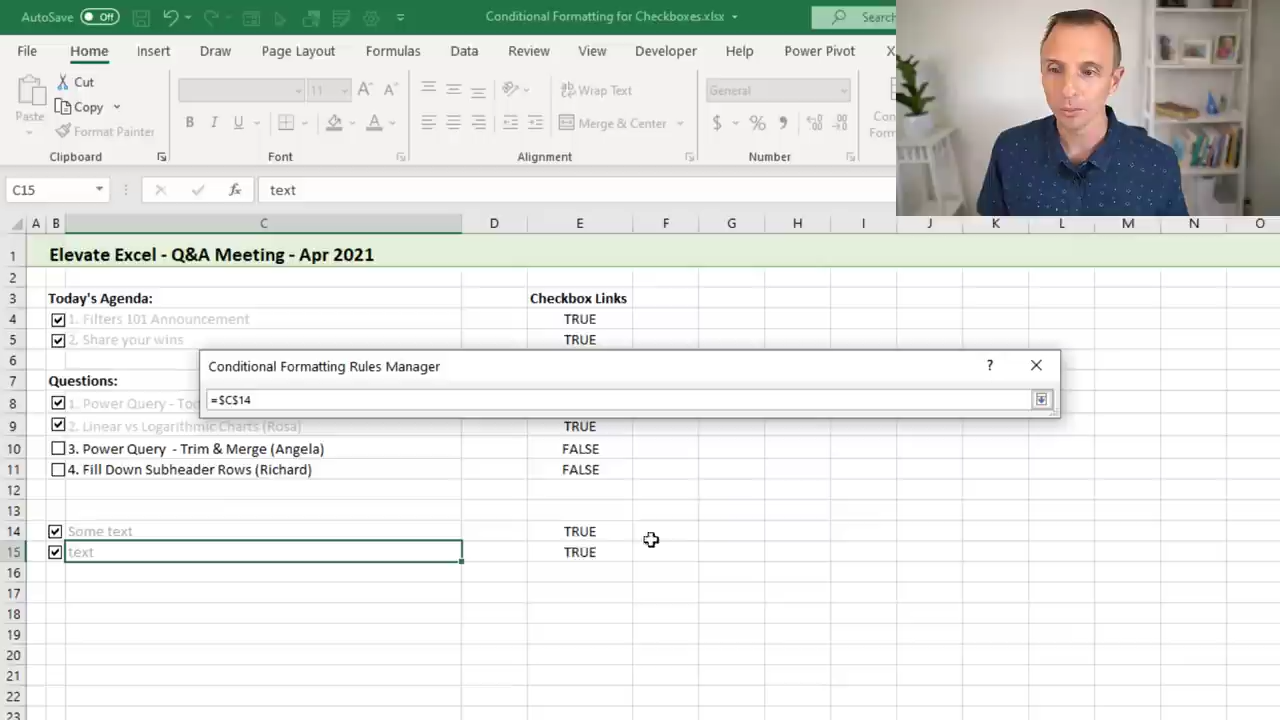 AutoSave Off
Conditional Formatting for Checkboxes.xlsx
Search
File Home Insert Draw Page Layout Formulas Data Review View Developer Help Power Pivot X
Paste
Cut
Copy
Format Painter
Clipboard
11
B I U
Font
Wrap Text
Merge & Center
Alignment
General
$ % 9
Number
Con
Form
C15
fx
text
A B C D E F G H I J K L M N O
1 Elevate Excel - Q&A Meeting - Apr 2021
2
3 Today's Agenda: Checkbox Links
4 1. Filters 101 Announcement TRUE
5 2. Share your wins TRUE
6
Conditional Formatting Rules Manager ?
=$C$14
7 Questions:
8 1. Power Query -
9 2. Linear vs Logarithmic Charts (Rosa) TRUE
10 3. Power Query - Trim & Merge (Angela) FALSE
11 4. Fill Down Subheader Rows (Richard) FALSE
12
13
14 Some text TRUE
15 text TRUE
16
17
18
19
20
21
22
23